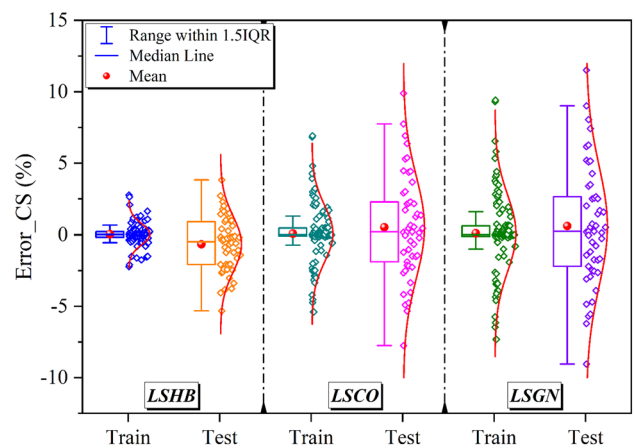 15
Range within 1.5IQR
Median Line
Mean
10
5
0
-5
-10
Error_CS (%)
LSHB LSCO LSGN
Train Test Train Test Train Test